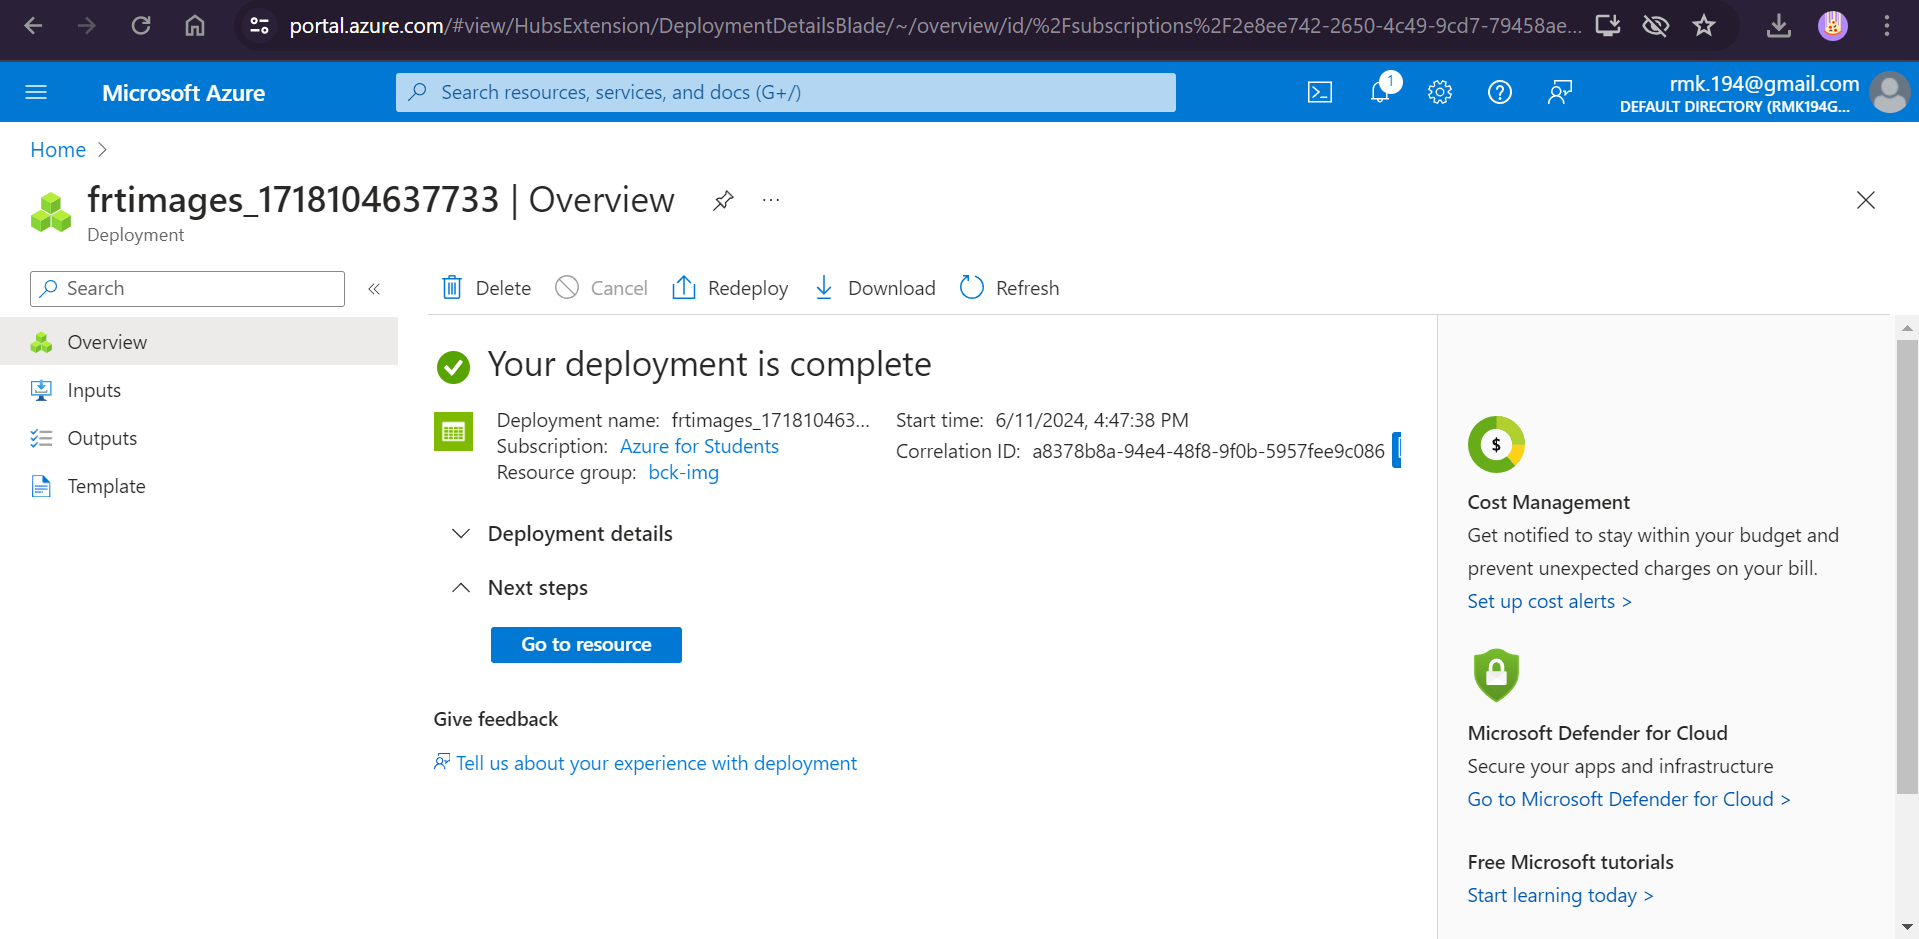 portal.azure.com/#view/HubsExtension/DeploymentDetailsBlade/~/overview/id/%2Fsubscriptions%2F2e8ee742-2650-4c49-9cd7-79458ae...
Microsoft Azure
Search resources, services, and docs (G+/)
1
rmk.194@gmail.com
DEFAULT DIRECTORY (RMK194G...
Home
frtimages_1718104637733 | Overview
...
Deployment
Search
Overview
Inputs
Outputs
Template
Delete
Cancel
Redeploy
Download
Refresh
Your deployment is complete
Deployment name: frtimages_171810463...
Subscription: Azure for Students
Resource group: bck-img
Start time: 6/11/2024, 4:47:38 PM
Correlation ID: a8378b8a-94e4-48f8-9f0b-5957fee9c086
Deployment details
Next steps
Go to resource
Give feedback
Tell us about your experience with deployment
$
Cost Management
Get notified to stay within your budget and
prevent unexpected charges on your bill.
Set up cost alerts >
Microsoft Defender for Cloud
Secure your apps and infrastructure
Go to Microsoft Defender for Cloud >
Free Microsoft tutorials
Start learning today >